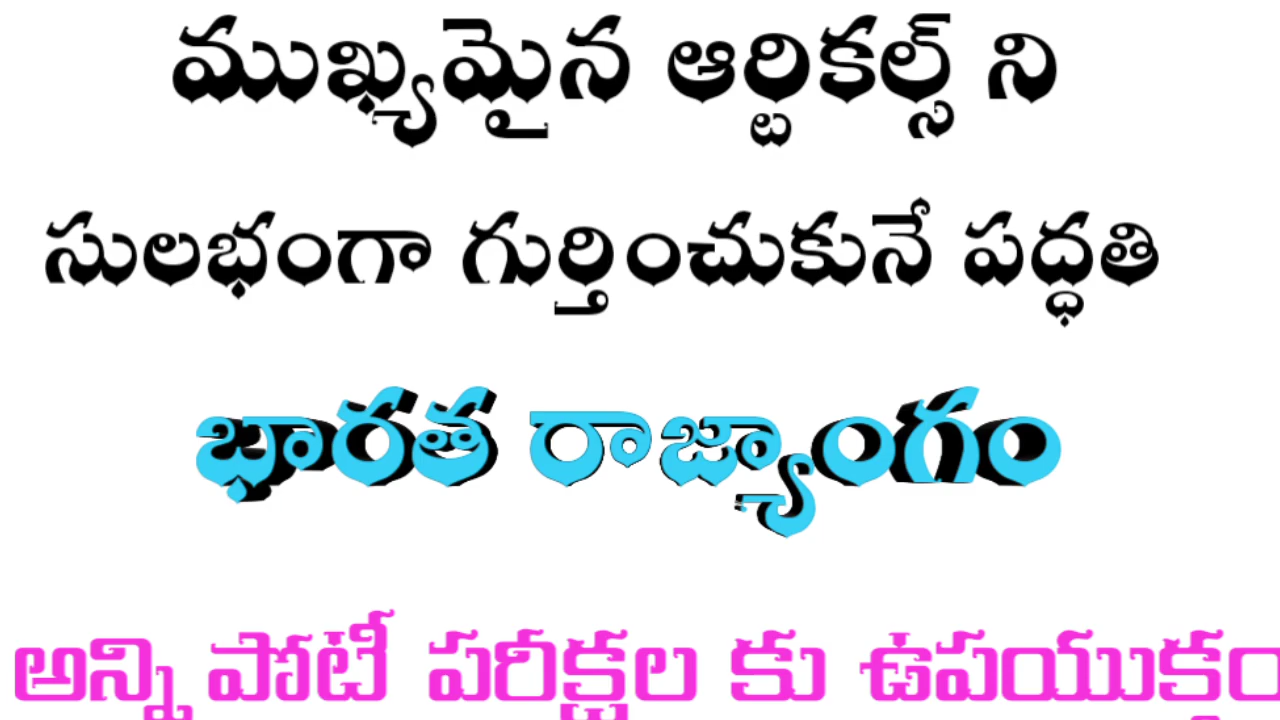 ముఖ్యమైన ఆర్టికల్స్ ని
సులభంగా గుర్తించుకునే పద్ధతి
భారత రాజ్యాంగం
అన్ని పోటీ పరీక్షల కు ఉపయుక్తం